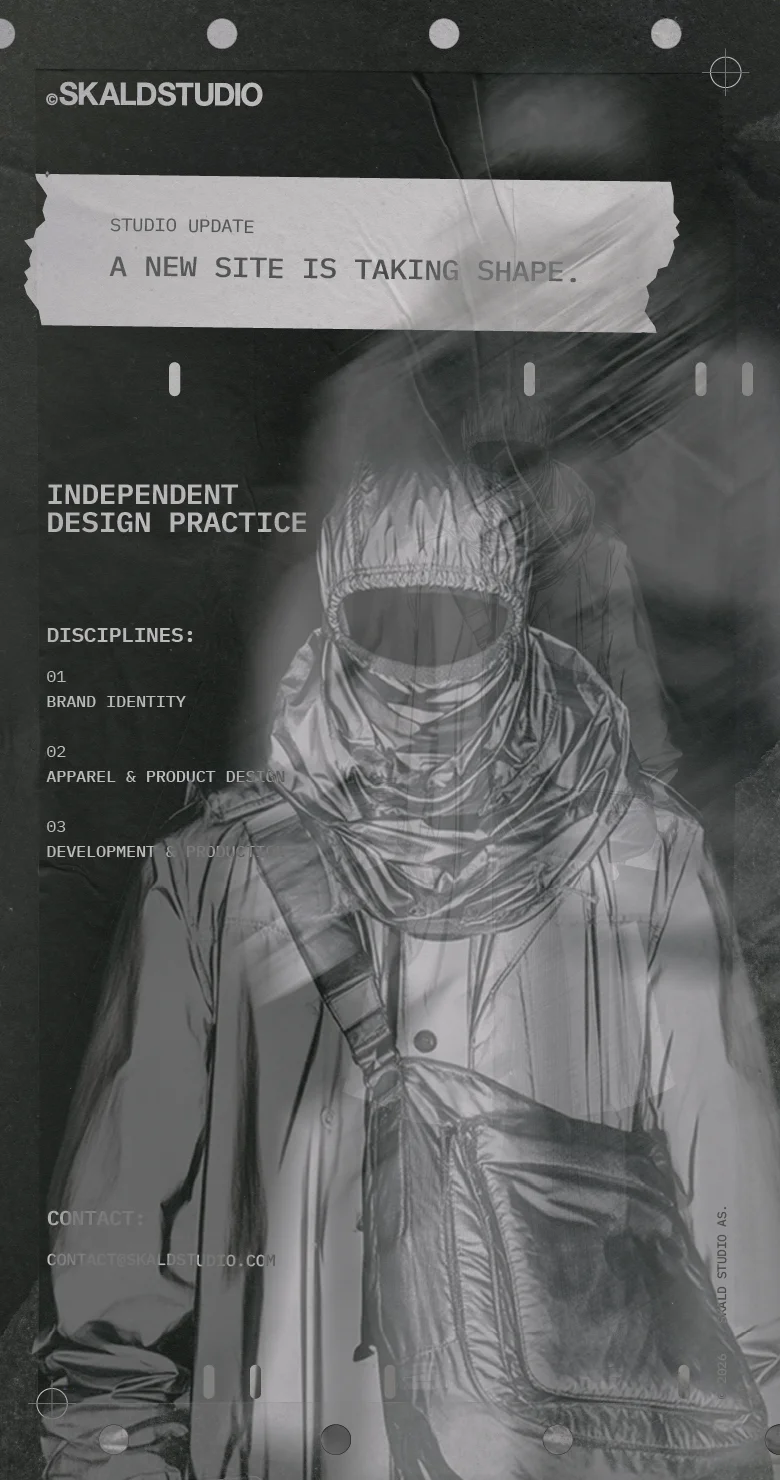 ©SKALDSTUDIO
STUDIO UPDATE
A NEW SITE IS TAKING SHAPE.
INDEPENDENT
DESIGN PRACTICE
DISCIPLINES:
01
BRAND IDENTITY
02
APPAREL & PRODUCT DESIGN
03
DEVELOPMENT & PRODUCTION
CONTACT:
CONTACT@SKALDSTUDIO.COM
2026 STUDIO AS.